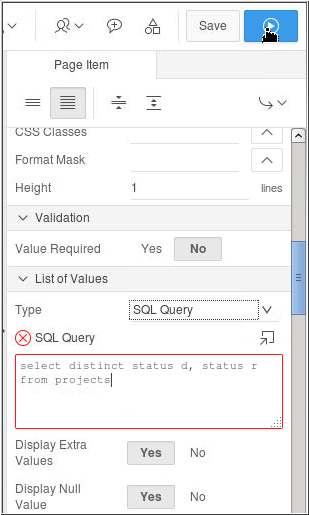 Save
Page Item
CSS Classes
Format Mask
Height 1 lines
Validation
Value Required Yes No
List of Values
Type SQL Query
SQL Query
select distinct status d, status r
from projects
Display Extra Yes No
Values
Display Null Yes No
Value